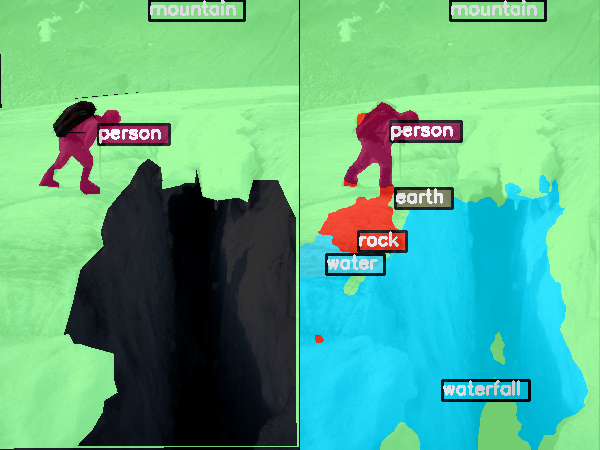 mountain
mountain
person
person
earth
rock
water
waterfall